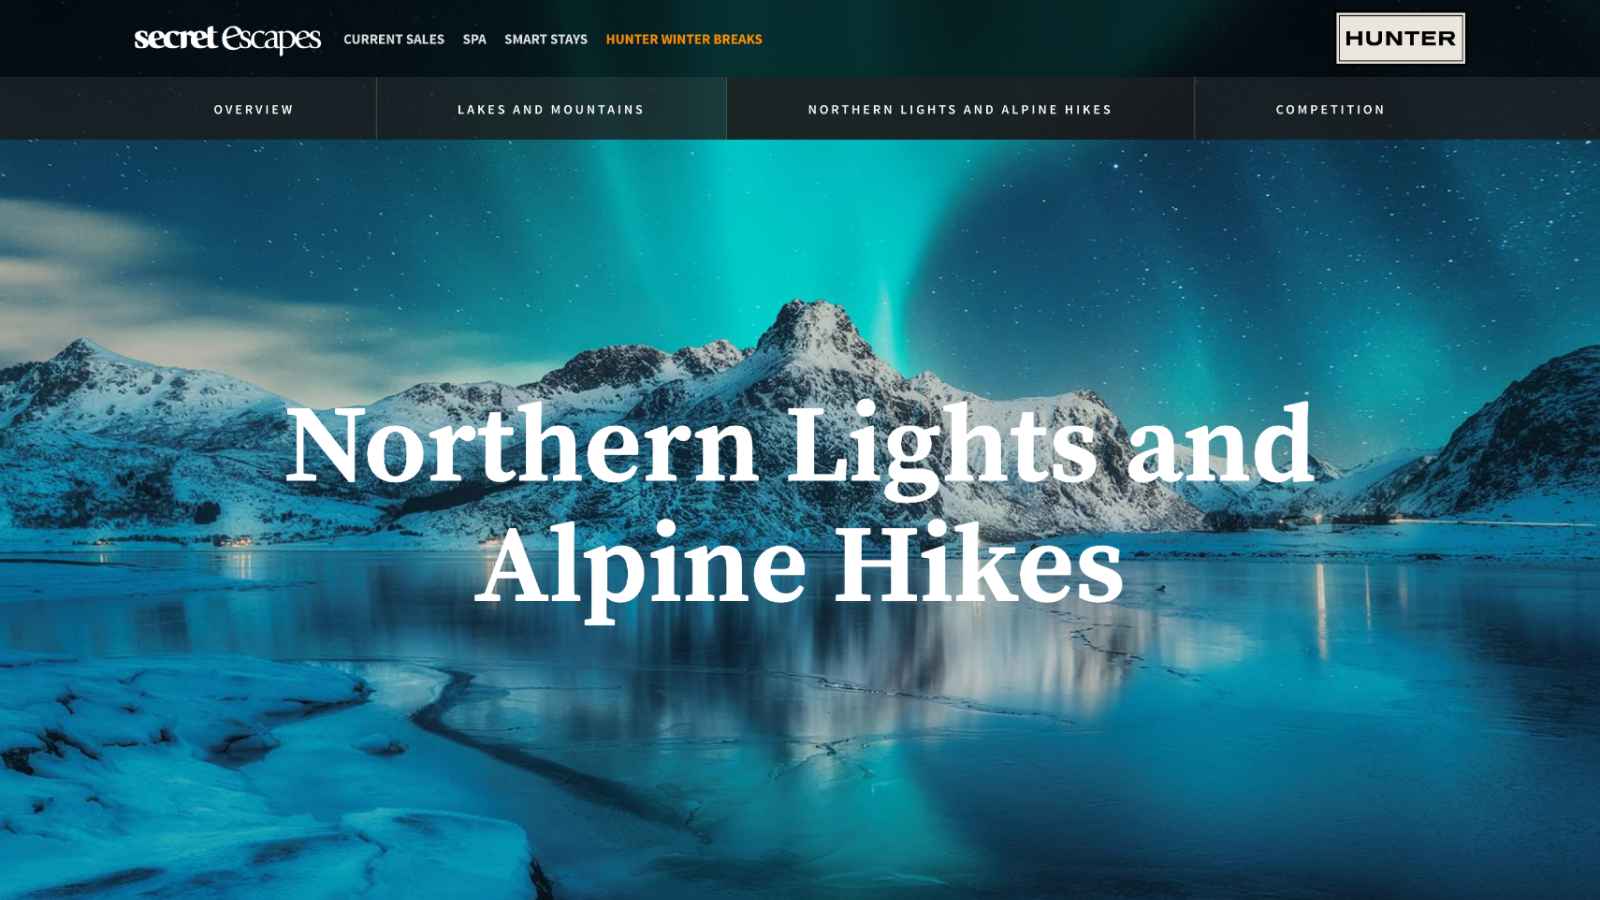 secret escapes CURRENT SALES SPA SMART STAYS HUNTER WINTER BREAKS HUNTER
OVERVIEW LAKES AND MOUNTAINS NORTHERN LIGHTS AND ALPINE HIKES COMPETITION
Northern Lights and
Alpine Hikes